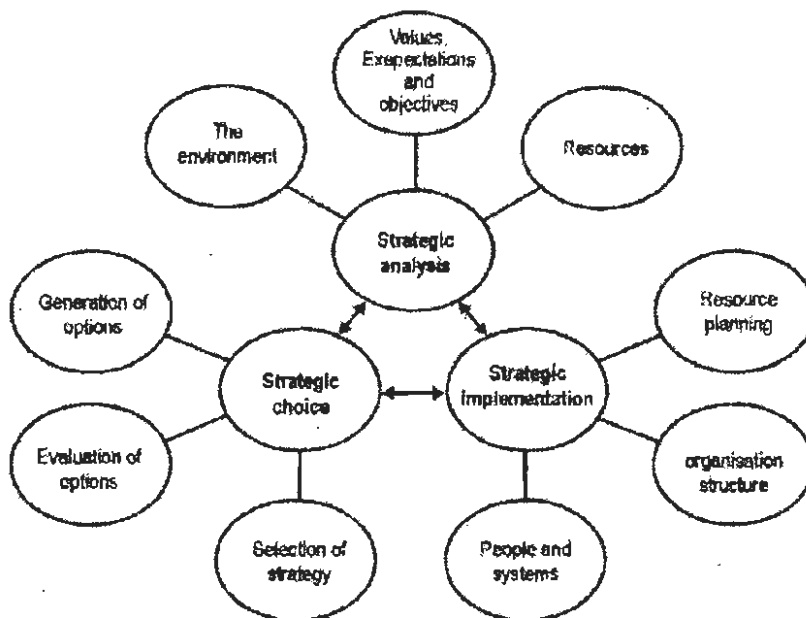 Values,
Exepectations
and
objectives
The
environment
Resources
Strategic
analysis
Generation of
options
Resource
planning
Strategic
choice
Strategic
implementation
Evaluation of
options
organisation
structure
Selection of
strategy
People and
systems